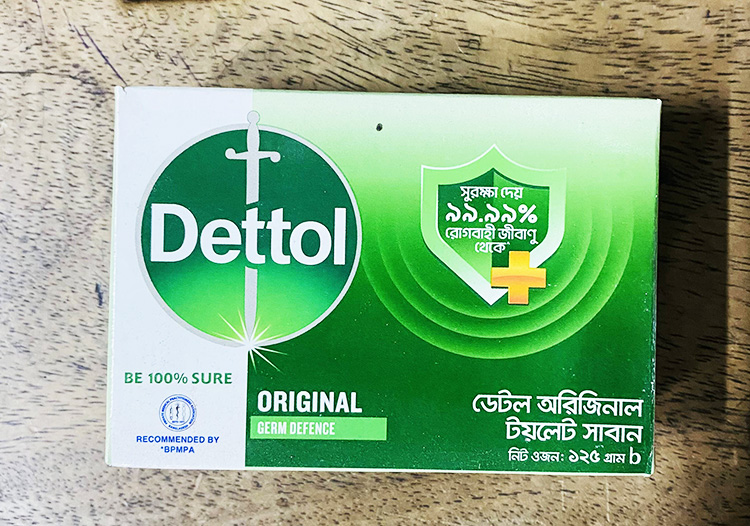 Dettol
BE 100% SURE
RECOMMENDED BY
*BPMPA
ORIGINAL
GERM DEFENCE
সুরক্ষা দেয়
৯৯.৯৯%
রোগবাহী জীবাণু
থেকে^
ডেটল অরিজিনাল
টয়লেট সাবান
নিট ওজন: ১২৫ গ্রাম b